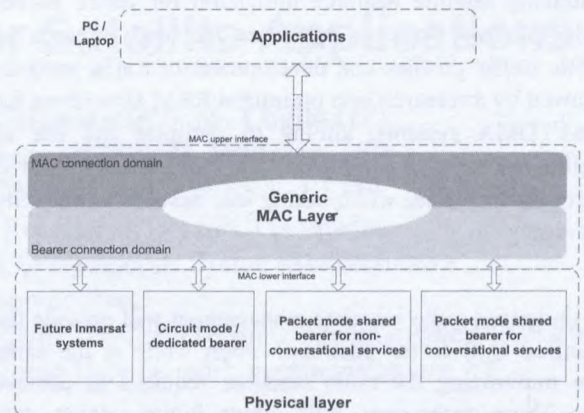 PC /
Laptop
Applications
MAC upper interface
MAC connection domain
Generic
MAC Layer
Bearer connection domain
MAC lower interface
Future Inmarsat
systems
Circuit mode /
dedicated bearer
Packet mode shared
bearer for non-
conversational services
Packet mode shared
bearer for
conversational services
Physical layer